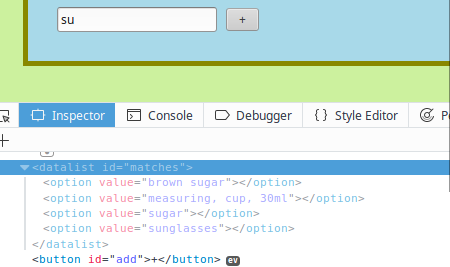 su
+
Inspector
Console
Debugger
{ } Style Editor
+
<datalist id="matches">
<option value="brown sugar"></option>
<option value="measuring, cup, 30ml"></option>
<option value="sugar"></option>
<option value="sunglasses"></option>
</datalist>
<button id="add">+</button> ev